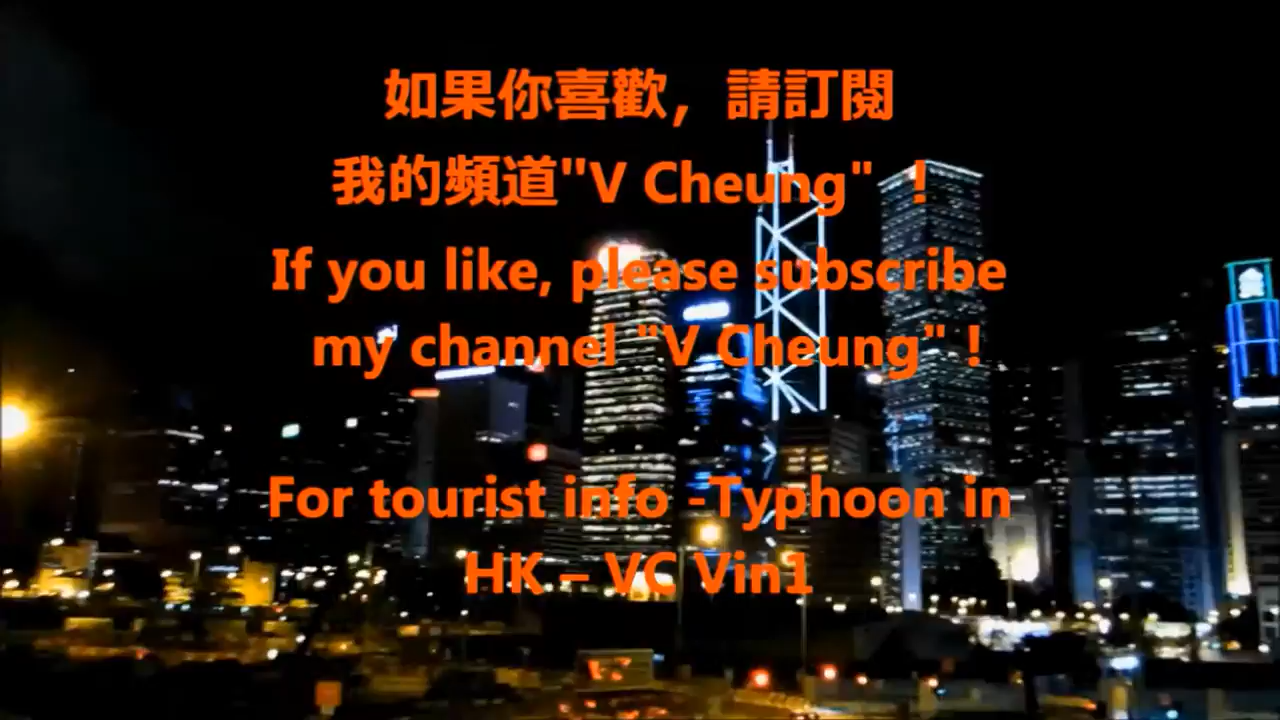 如果你喜歡，請訂閱
我的頻道"V Cheung" ！
If you like, please subscribe
my channel "V Cheung" !
For tourist info -Typhoon in
HK – VC Vin1